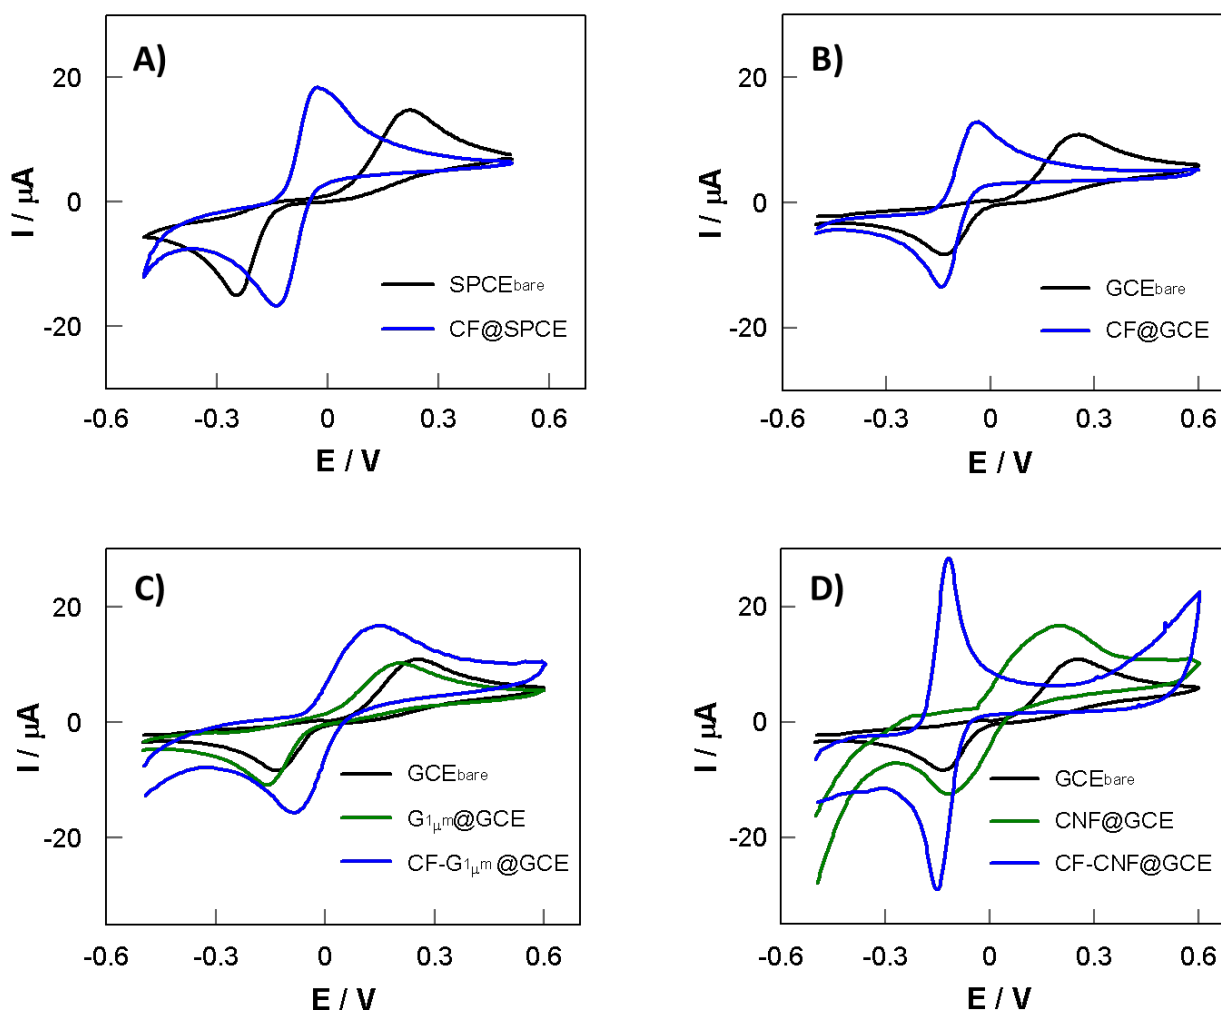 A)
20
0
-20
I / µA
SPCEbare
CF@SPCE
-0.6
-0.3
0
0.3
0.6
E / V
B)
20
0
-20
I / µA
GCEbare
CF@GCE
-0.6
-0.3
0
0.3
0.6
E / V
C)
20
0
-20
I / µA
GCEbare
G1µm@GCE
CF-G1µm@GCE
-0.6
-0.3
0
0.3
0.6
E / V
D)
20
0
-20
I / µA
GCEbare
CNF@GCE
CF-CNF@GCE
-0.6
-0.3
0
0.3
0.6
E / V